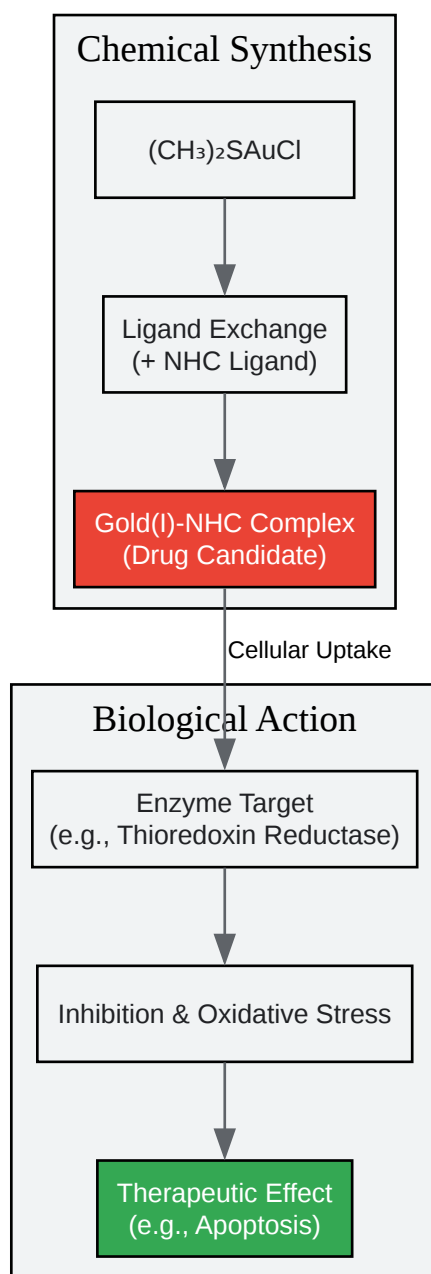 Chemical Synthesis
(CH₃)₂SAuCl
Ligand Exchange
(+ NHC Ligand)
Gold(I)-NHC Complex
(Drug Candidate)
Cellular Uptake
Biological Action
Enzyme Target
(e.g., Thioredoxin Reductase)
Inhibition & Oxidative Stress
Therapeutic Effect
(e.g., Apoptosis)